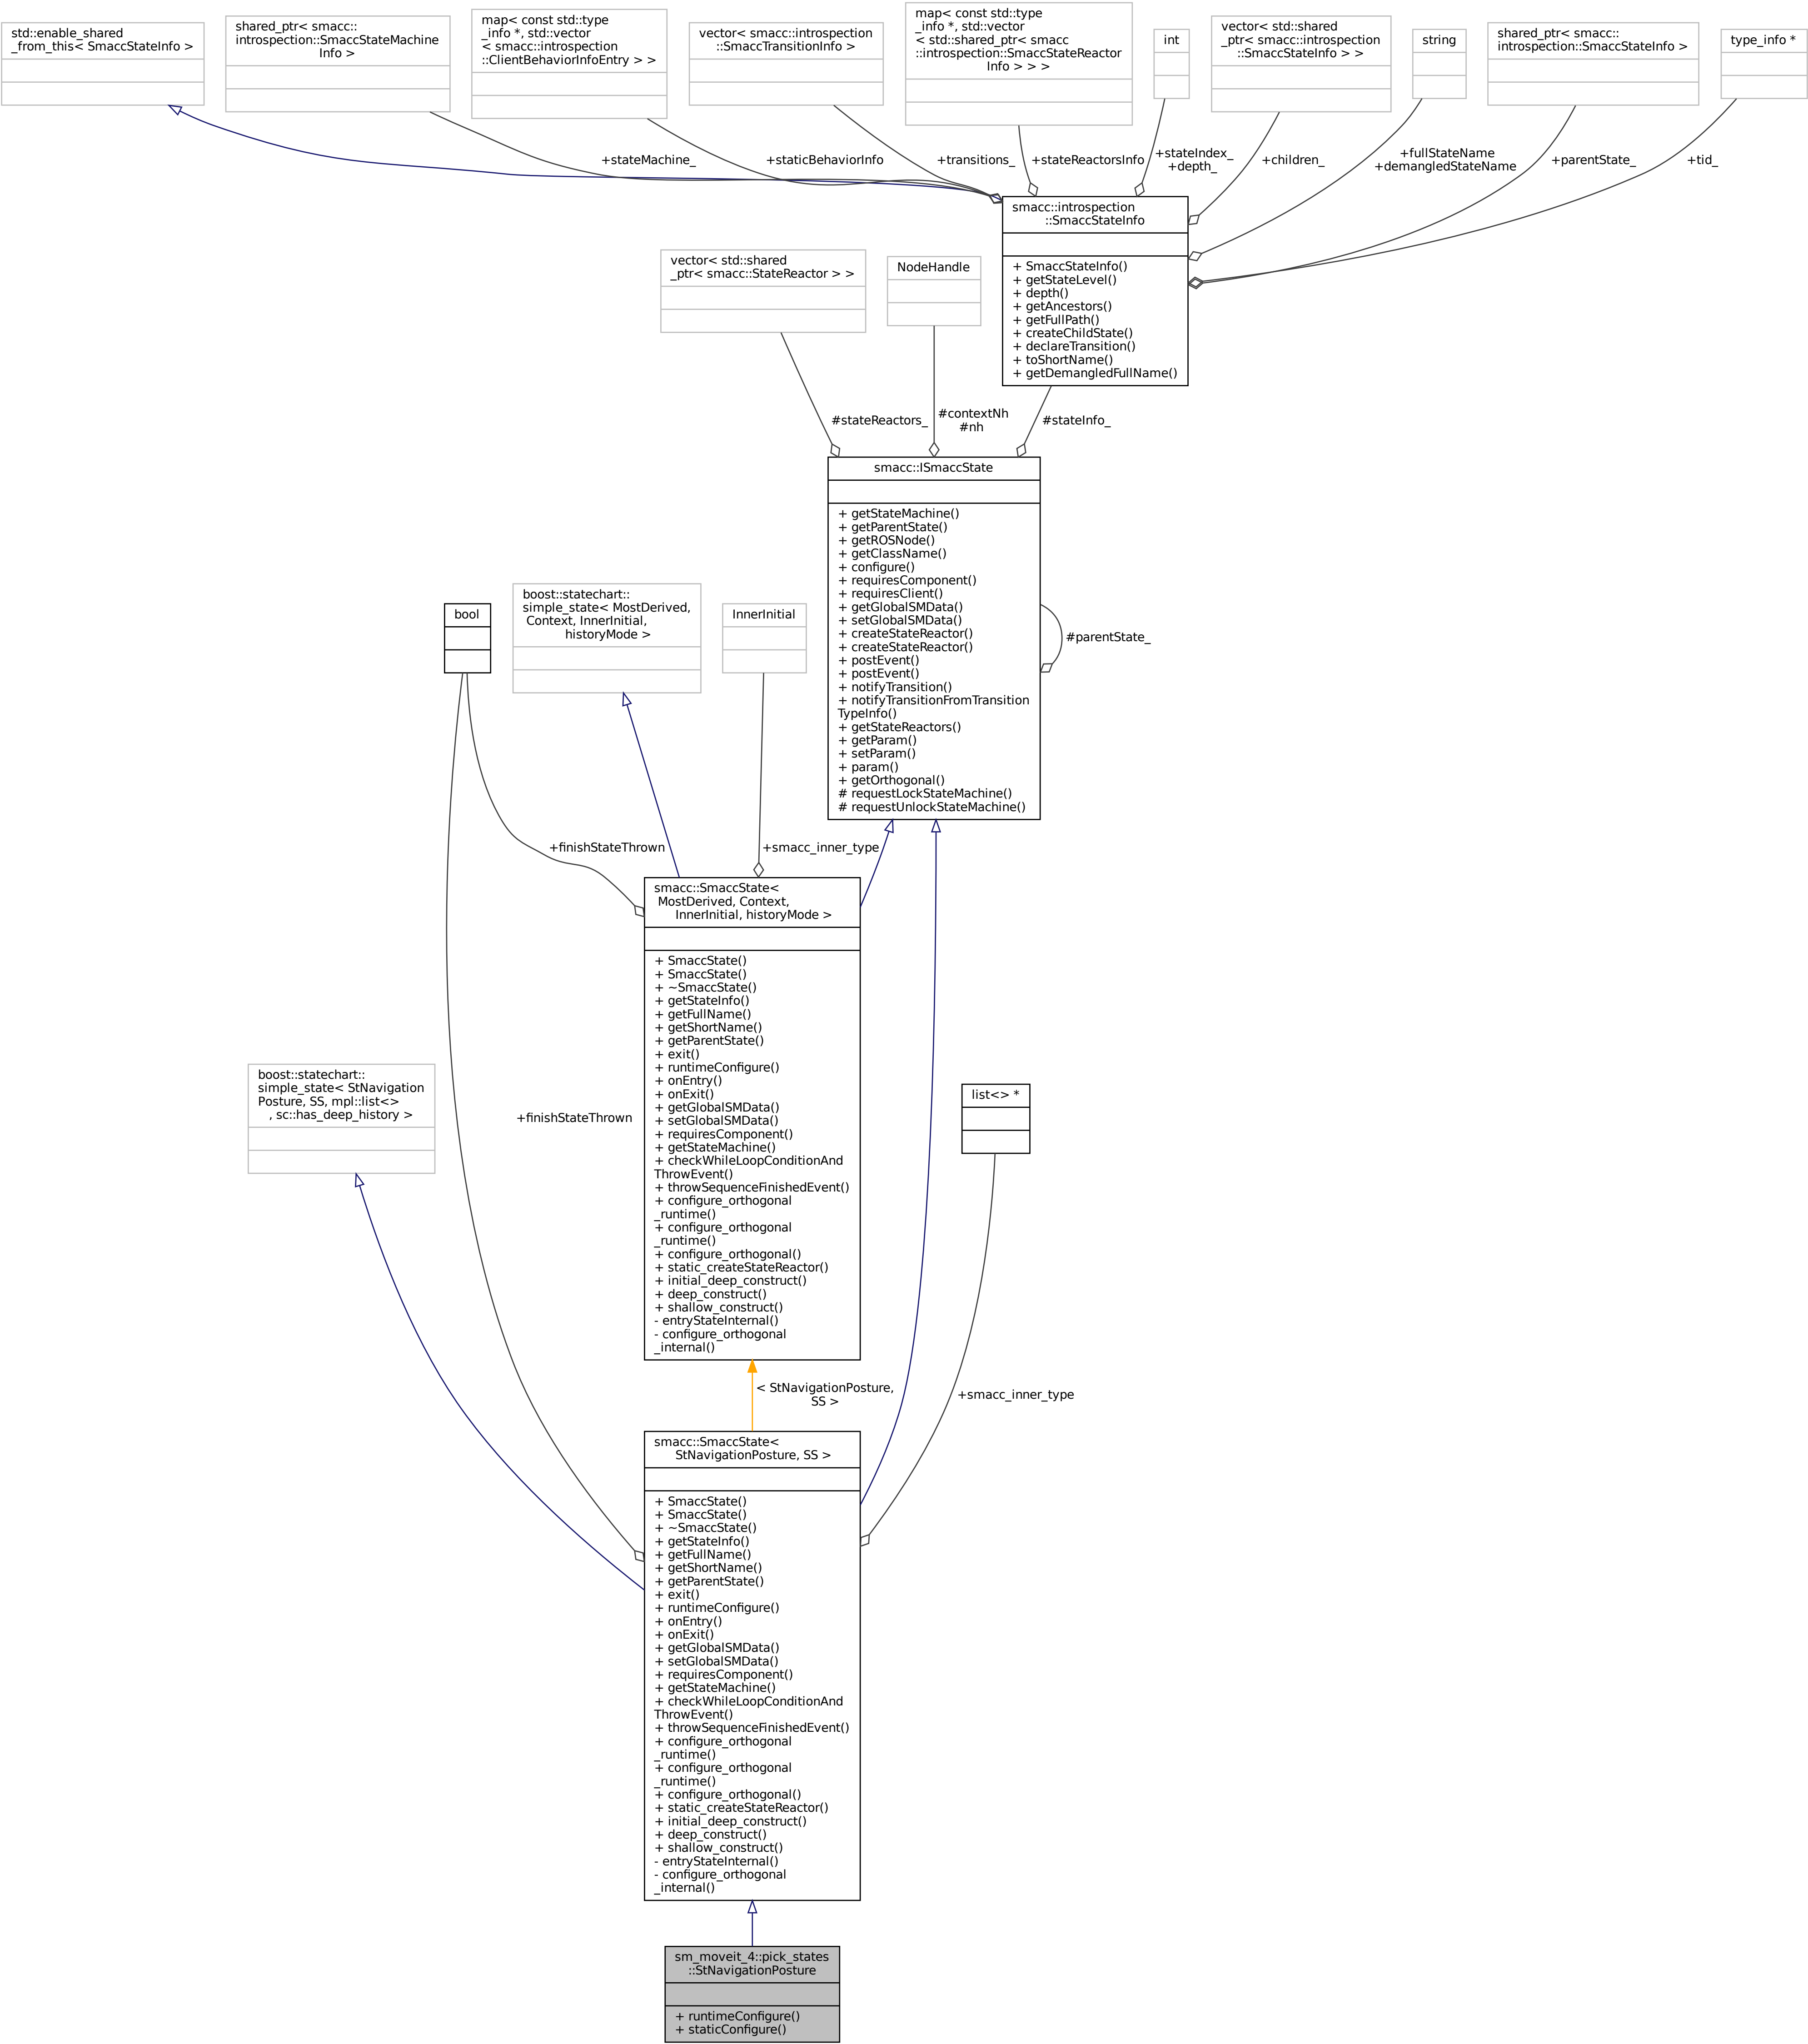 std::enable_shared
_from_this< SmaccStateInfo >
shared_ptr< smacc::
introspection::SmaccStateMachine
Info >
map< const std::type
_info *, std::vector
< smacc::introspection
::ClientBehaviorInfoEntry > >
vector< smacc::introspection
::SmaccTransitionInfo >
map< const std::type
_info *, std::vector
< std::shared_ptr< smacc
::introspection::SmaccStateReactor
Info > > >
int
vector< std::shared
_ptr< smacc::introspection
::SmaccStateInfo > >
string
shared_ptr< smacc::
introspection::SmaccStateInfo >
type_info *
+stateMachine_
+staticBehaviorInfo
+transitions_
+stateReactorsInfo
+stateIndex_
+depth_
+children_
+fullStateName
+demangledStateName
+parentState_
+tid_
smacc::introspection
::SmaccStateInfo
+ SmaccStateInfo()
+ getStateLevel()
+ depth()
+ getAncestors()
+ getFullPath()
+ createChildState()
+ declareTransition()
+ toShortName()
+ getDemangledFullName()
vector< std::shared
_ptr< smacc::StateReactor > >
NodeHandle
#stateReactors_
#contextNh
#nh
#stateInfo_
smacc::ISmaccState
+ getStateMachine()
+ getParentState()
+ getROSNode()
+ getClassName()
+ configure()
+ requiresComponent()
+ requiresClient()
+ getGlobalSMData()
+ setGlobalSMData()
+ createStateReactor()
+ createStateReactor()
+ postEvent()
+ postEvent()
+ notifyTransition()
+ notifyTransitionFromTransition
TypeInfo()
+ getStateReactors()
+ getParam()
+ setParam()
+ param()
+ getOrthogonal()
# requestLockStateMachine()
# requestUnlockStateMachine()
#parentState_
bool
boost::statechart::
simple_state< MostDerived,
Context, InnerInitial,
historyMode >
InnerInitial
+finishStateThrown
+smacc_inner_type
smacc::SmaccState<
MostDerived, Context,
InnerInitial, historyMode >
+ SmaccState()
+ SmaccState()
+ ~SmaccState()
+ getStateInfo()
+ getFullName()
+ getShortName()
+ getParentState()
+ exit()
+ runtimeConfigure()
+ onEntry()
+ onExit()
+ getGlobalSMData()
+ setGlobalSMData()
+ requiresComponent()
+ getStateMachine()
+ checkWhileLoopConditionAnd
ThrowEvent()
+ throwSequenceFinishedEvent()
+ configure_orthogonal
_runtime()
+ configure_orthogonal
_runtime()
+ configure_orthogonal()
+ static_createStateReactor()
+ initial_deep_construct()
+ deep_construct()
+ shallow_construct()
- entryStateInternal()
- configure_orthogonal
_internal()
boost::statechart::
simple_state< StNavigation
Posture, SS, mpl::list<>
, sc::has_deep_history >
+finishStateThrown
list<> *
< StNavigationPosture,
SS >
+smacc_inner_type
smacc::SmaccState<
StNavigationPosture, SS >
+ SmaccState()
+ SmaccState()
+ ~SmaccState()
+ getStateInfo()
+ getFullName()
+ getShortName()
+ getParentState()
+ exit()
+ runtimeConfigure()
+ onEntry()
+ onExit()
+ getGlobalSMData()
+ setGlobalSMData()
+ requiresComponent()
+ getStateMachine()
+ checkWhileLoopConditionAnd
ThrowEvent()
+ throwSequenceFinishedEvent()
+ configure_orthogonal
_runtime()
+ configure_orthogonal
_runtime()
+ configure_orthogonal()
+ static_createStateReactor()
+ initial_deep_construct()
+ deep_construct()
+ shallow_construct()
- entryStateInternal()
- configure_orthogonal
_internal()
sm_moveit_4::pick_states
::StNavigationPosture
+ runtimeConfigure()
+ staticConfigure()